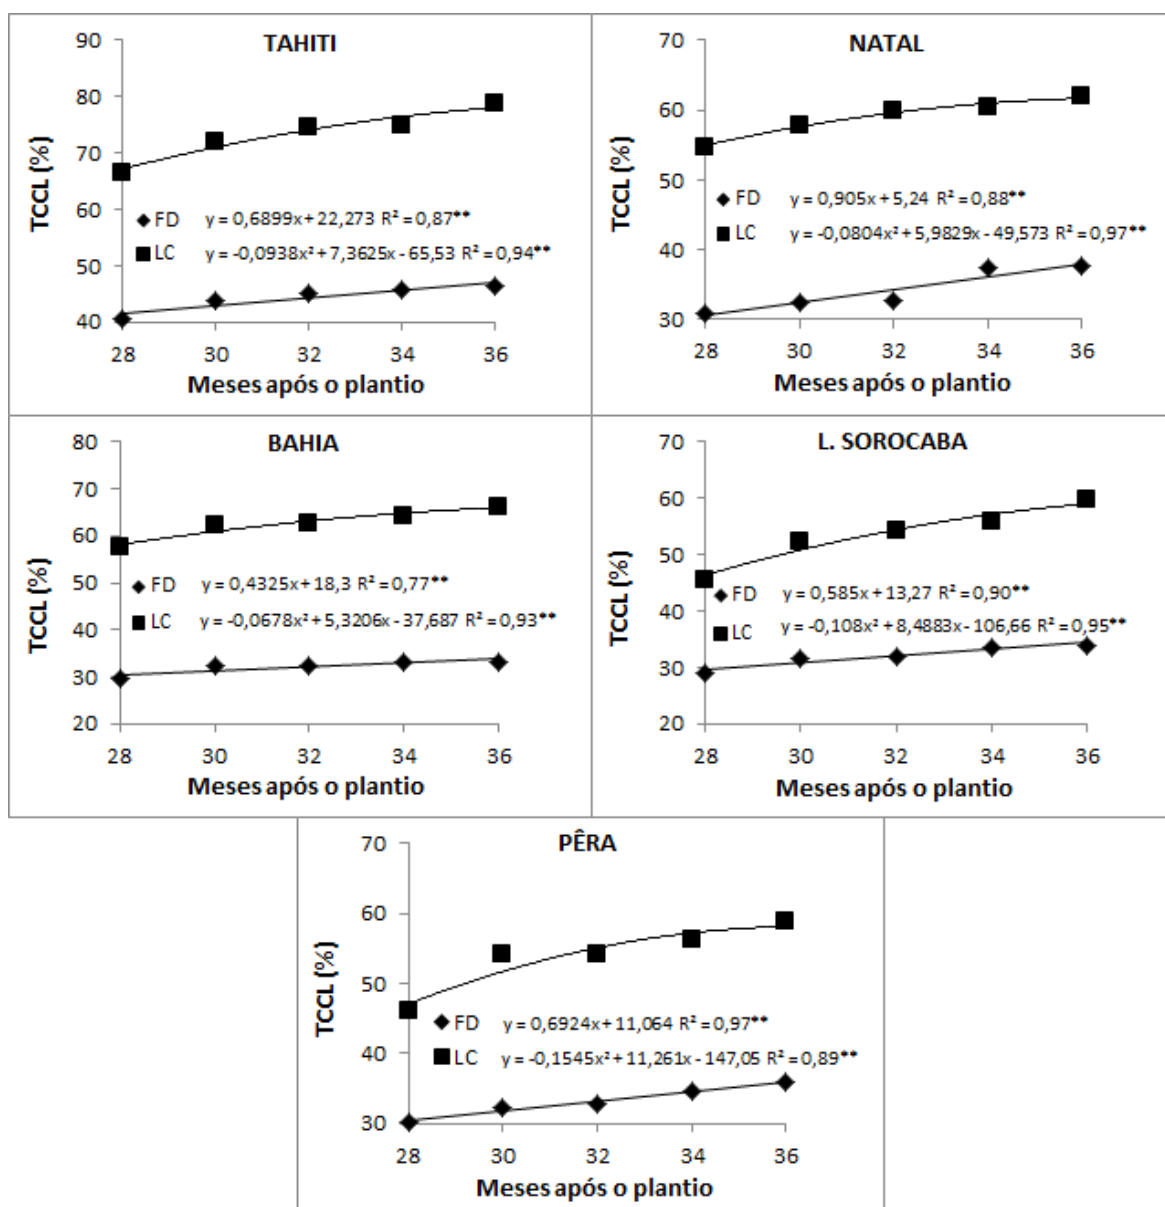 TAHITI
90
80
70
60
50
40
TCCL (%)
FD y = 0,6899x + 22,273 R² = 0,87**
LC y = -0,0938x² + 7,3625x - 65,53 R² = 0,94**
28 30 32 34 36
Meses após o plantio
NATAL
70
60
50
40
30
TCCL (%)
FD y = 0,905x + 5,24 R² = 0,88**
LC y = -0,0804x² + 5,9829x - 49,573 R² = 0,97**
28 30 32 34 36
Meses após o plantio
BAHIA
80
70
60
50
40
30
20
TCCL (%)
FD y = 0,4325x + 18,3 R² = 0,77**
LC y = -0,0678x² + 5,3206x - 37,687 R² = 0,93**
28 30 32 34 36
Meses após o plantio
L. SOROCABA
70
60
50
40
30
20
TCCL (%)
FD y = 0,585x + 13,27 R² = 0,90**
LC y = -0,108x² + 8,4883x - 106,66 R² = 0,95**
28 30 32 34 36
Meses após o plantio
PÊRA
70
60
50
40
30
TCCL (%)
FD y = 0,6924x + 11,064 R² = 0,97**
LC y = -0,1545x² + 11,261x - 147,05 R² = 0,89**
28 30 32 34 36
Meses após o plantio